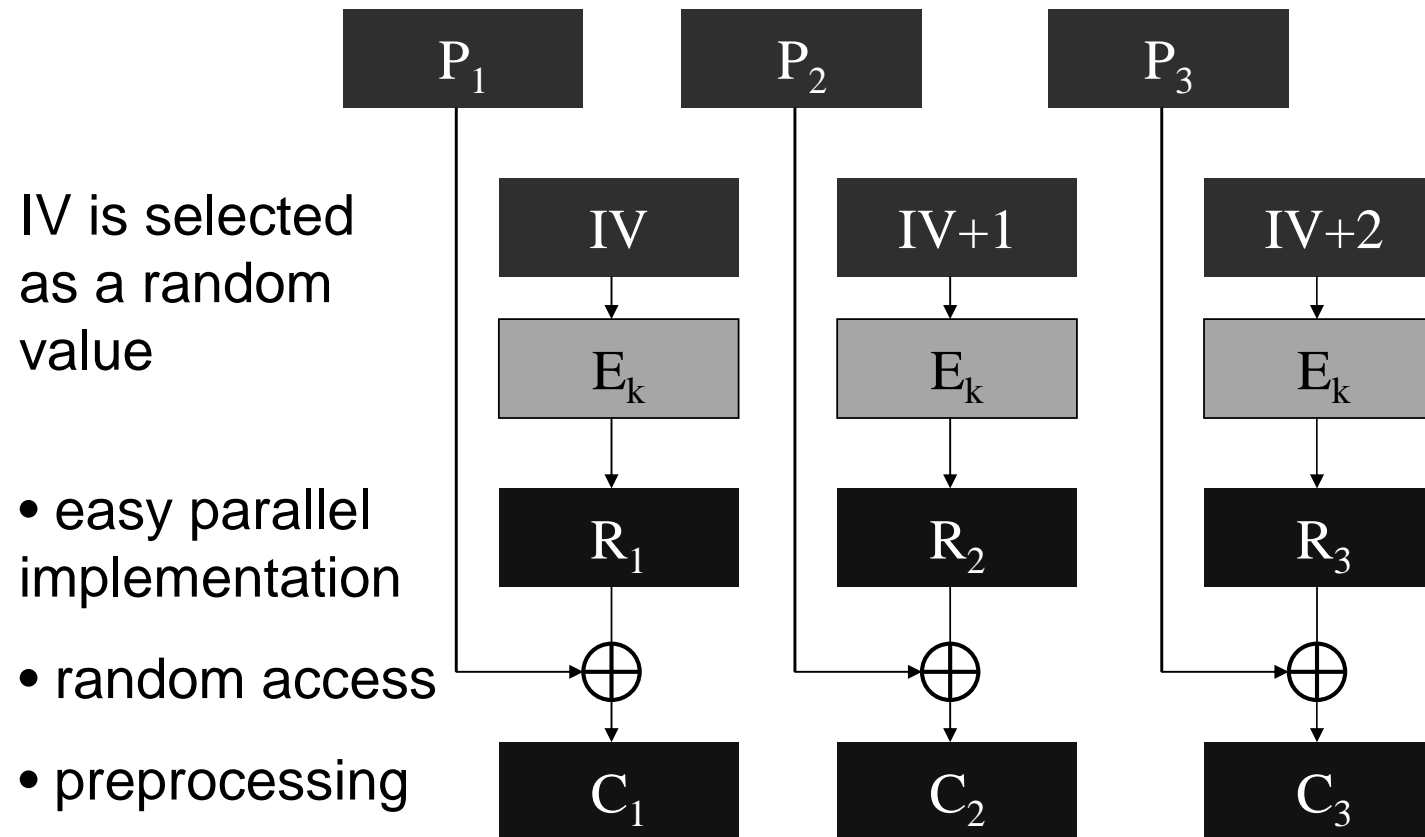 P₁ P₂ P₃
IV is selected
as a random
value
IV IV+1 IV+2
Eₖ Eₖ Eₖ
• easy parallel
implementation
R₁ R₂ R₃
• random access
• preprocessing
C₁ C₂ C₃